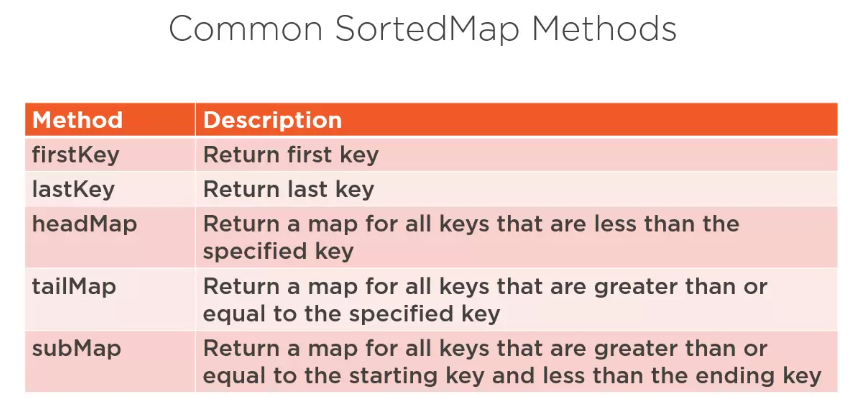 Common SortedMap Methods
Method Description
firstKey Return first key
lastKey Return last key
headMap Return a map for all keys that are less than the
specified key
tailMap Return a map for all keys that are greater than or
equal to the specified key
subMap Return a map for all keys that are greater than or
equal to the starting key and less than the ending key